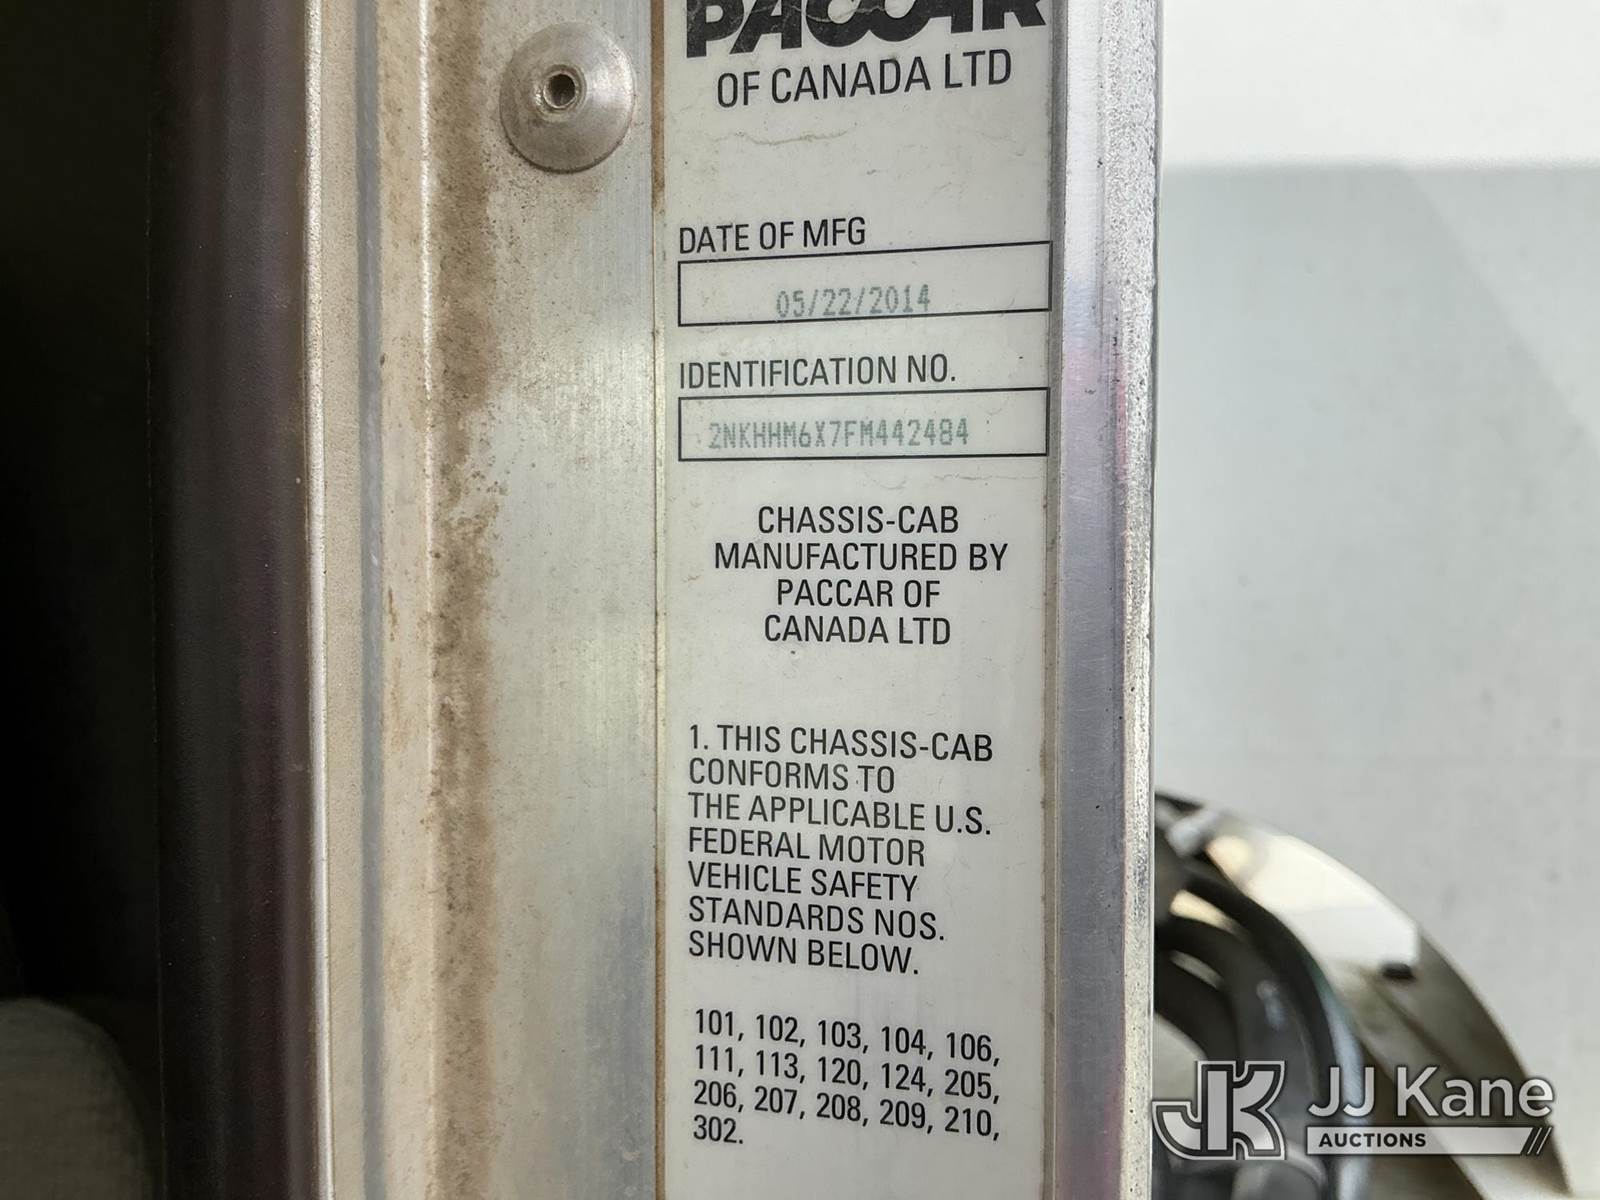 PACCAR
OF CANADA LTD
DATE OF MFG
05/22/2014
IDENTIFICATION NO.
2NKHHM6X7FM442484
CHASSIS-CAB
MANUFACTURED BY
PACCAR OF
CANADA LTD
1. THIS CHASSIS-CAB
CONFORMS TO
THE APPLICABLE U.S.
FEDERAL MOTOR
VEHICLE SAFETY
STANDARDS NOS.
SHOWN BELOW.
101, 102, 103, 104, 106,
111, 113, 120, 124, 205,
206, 207, 208, 209, 210,
302.
JK JJ Kane
AUCTIONS